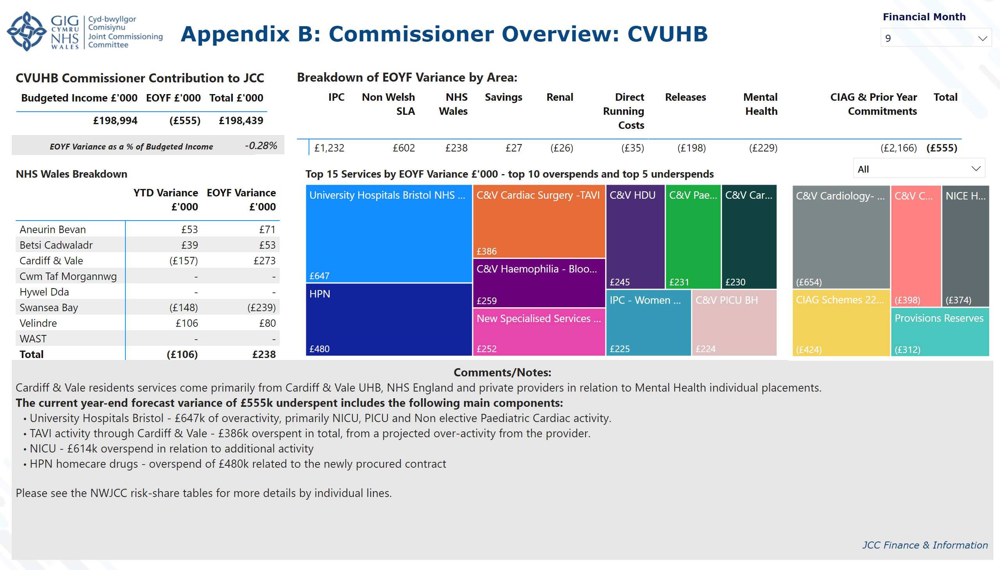 GIG
CYMRU
NHS
WALES
Cyd-bwyllgor
Comisiynu
Joint Commissioning
Committee
Appendix B: Commissioner Overview: CVUHB
Financial Month
9
CVUHB Commissioner Contribution to JCC
Budgeted Income £'000 EOYF £'000 Total £'000
£198,994 (£555) £198,439
EOYF Variance as a % of Budgeted Income -0.28%
Breakdown of EOYF Variance by Area:
IPC Non Welsh SLA NHS Wales Savings Renal Direct Running Costs Releases Mental Health CIAG & Prior Year Commitments Total
£1,232 £602 £238 £27 (£26) (£35) (£198) (£229) (£2,166) (£555)
All
NHS Wales Breakdown
YTD Variance £'000 EOYF Variance £'000
Aneurin Bevan £53 £71
Betsi Cadwaladr £39 £53
Cardiff & Vale (£157) £273
Cwm Taf Morgannwg - -
Hywel Dda - -
Swansea Bay (£148) (£239)
Velindre £106 £80
WAST - -
Total (£106) £238
Top 15 Services by EOYF Variance £'000 - top 10 overspends and top 5 underspends
University Hospitals Bristol NHS ...
£647
HPN
£480
C&V Cardiac Surgery -TAVI
£386
C&V Haemophilia - Bloo...
£259
New Specialised Services ...
£252
C&V HDU
£245
C&V Pae...
£231
C&V Car...
£230
IPC - Women ...
£225
C&V PICU BH
£224
C&V Cardiology- ...
(£654)
CIAG Schemes 22...
(£424)
C&V C...
(£398)
NICE H...
(£374)
Provisions Reserves
(£312)
Comments/Notes:
Cardiff & Vale residents services come primarily from Cardiff & Vale UHB, NHS England and private providers in relation to Mental Health individual placements.
The current year-end forecast variance of £555k underspent includes the following main components:
• University Hospitals Bristol - £647k of overactivity, primarily NICU, PICU and Non elective Paediatric Cardiac activity.
• TAVI activity through Cardiff & Vale - £386k overspent in total, from a projected over-activity from the provider.
• NICU - £614k overspend in relation to additional activity
• HPN homecare drugs - overspend of £480k related to the newly procured contract
Please see the NWJCC risk-share tables for more details by individual lines.
JCC Finance & Information